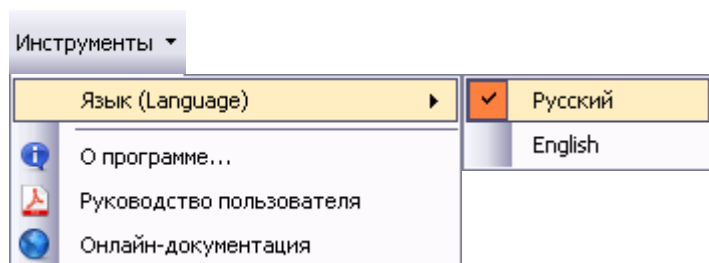 Инструменты
Язык (Language)
Русский
English
О программе...
Руководство пользователя
Онлайн-документация